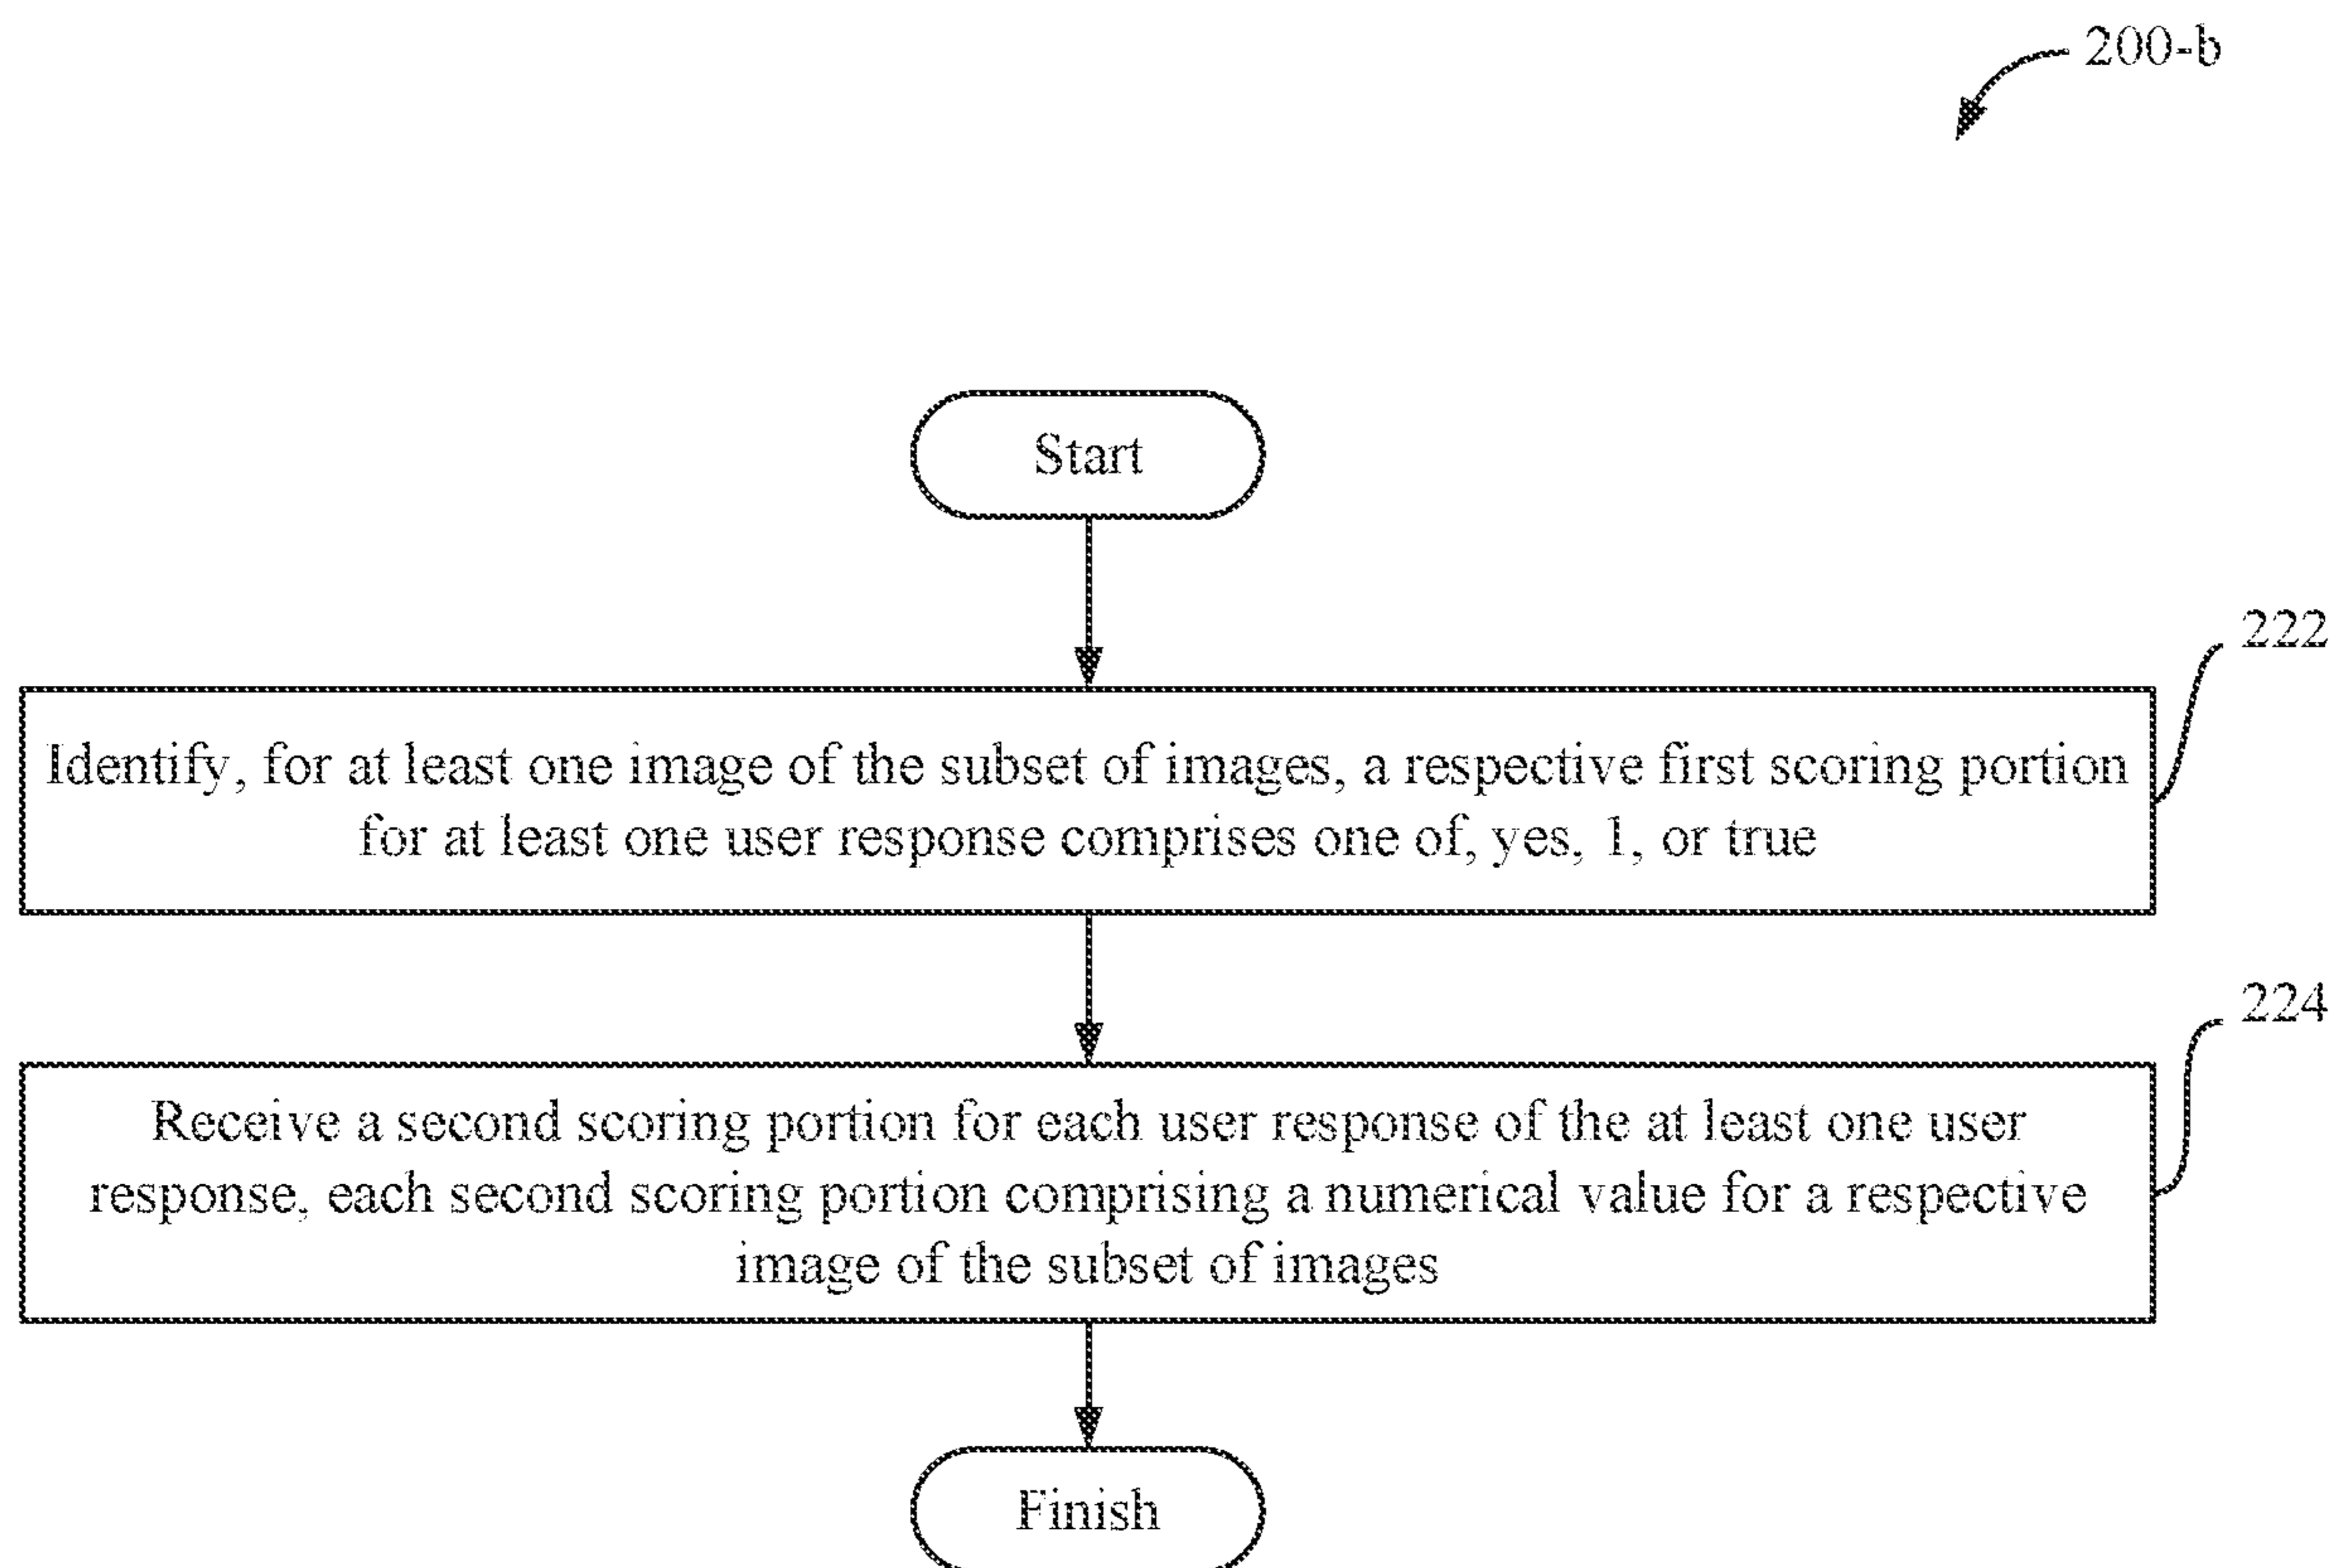 200-b
Start
222
Identify, for at least one image of the subset of images, a respective first scoring portion
for at least one user response comprises one of, yes, 1, or true
224
Receive a second scoring portion for each user response of the at least one user
response, each second scoring portion comprising a numerical value for a respective
image of the subset of images
Finish